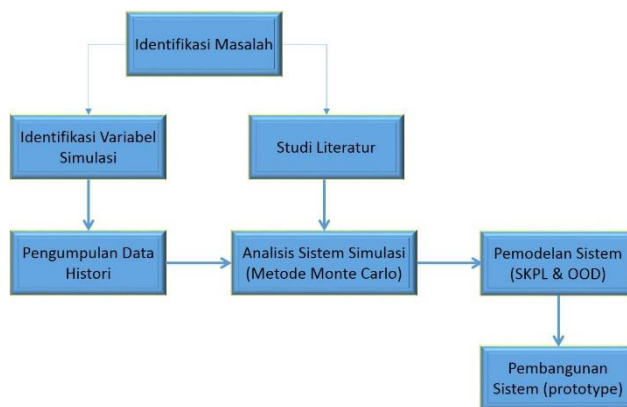 Identifikasi Masalah
Identifikasi Variabel
Simulasi
Studi Literatur
Pengumpulan Data
Histori
Analisis Sistem Simulasi
(Metode Monte Carlo)
Pemodelan Sistem
(SKPL & OOD)
Pembangunan
Sistem (prototype)